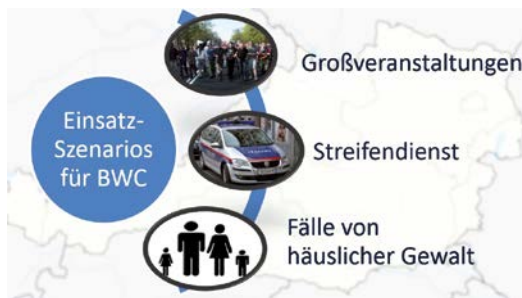 Einsatz-
Szenarios
für BWC
Großveranstaltungen
Streifendienst
Fälle von
häuslicher Gewalt